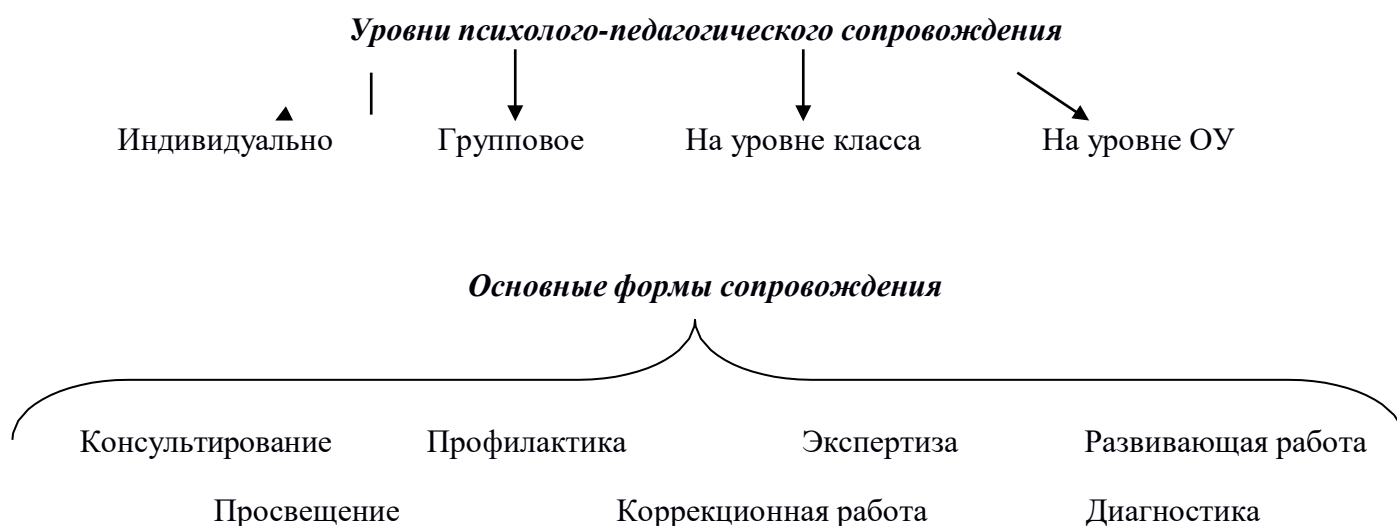 Уровни психолого-педагогического сопровождения
Индивидуально Групповое На уровне класса На уровне ОУ
Основные формы сопровождения
Консультирование Профилактика Экспертиза Развивающая работа
Просвещение Коррекционная работа Диагностика